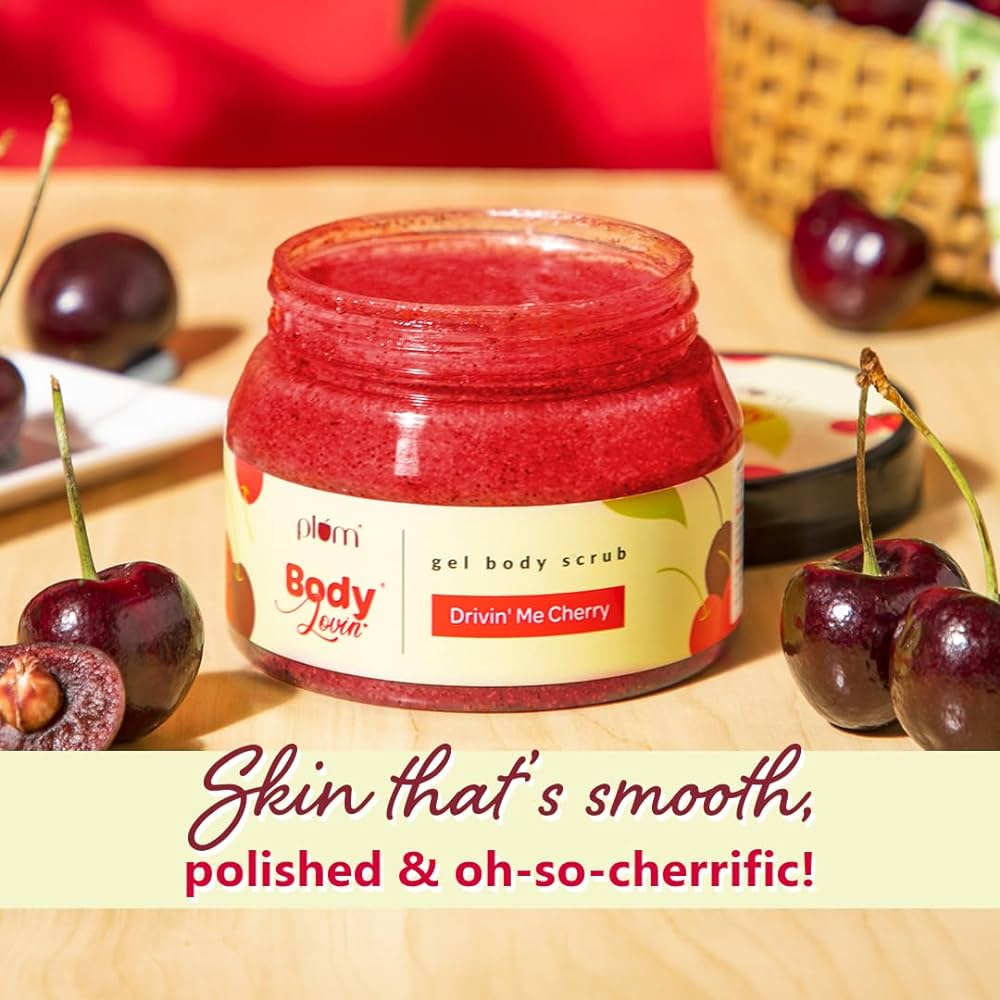 plum
Body
Lovin'
gel body scrub
Drivin' Me Cherry
Skin that's smooth,
polished & oh-so-cherrific!